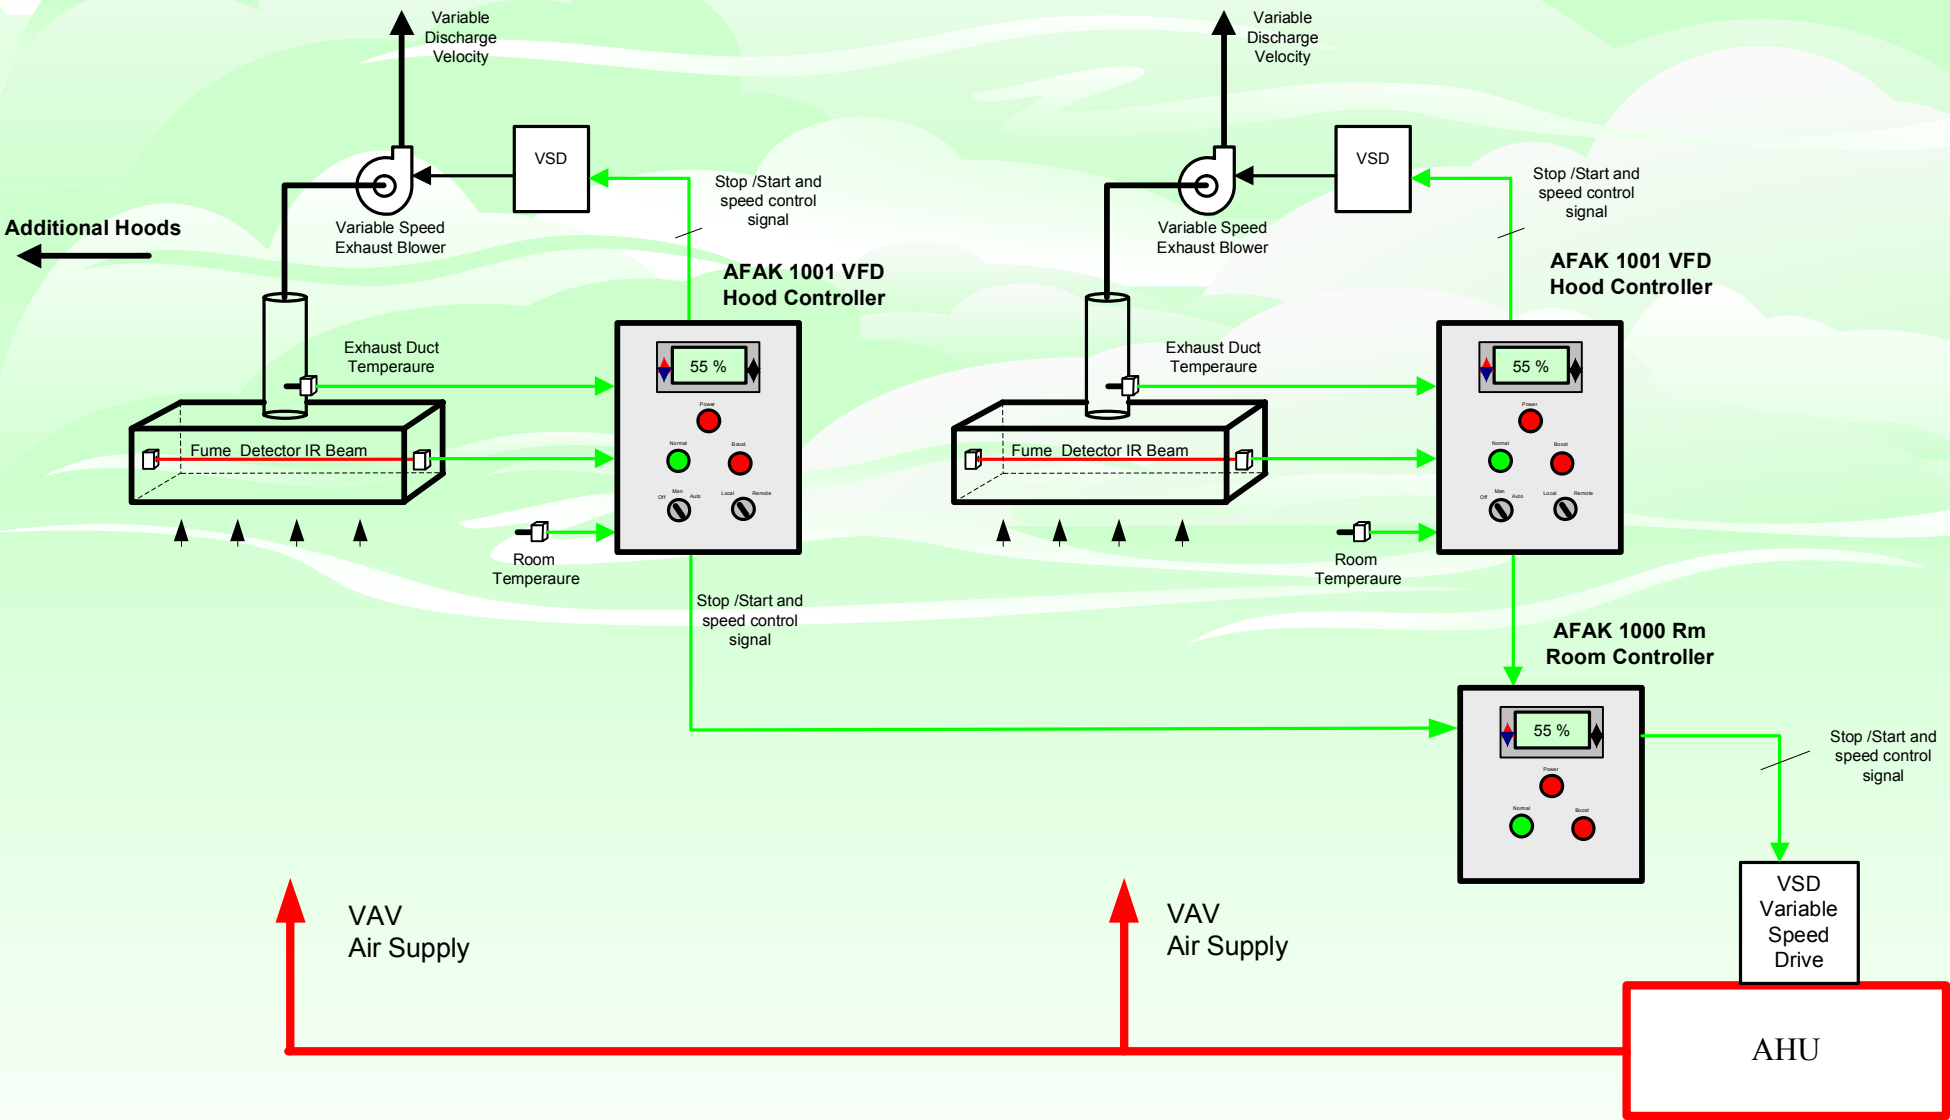 Variable
Discharge
Velocity
Variable
Discharge
Velocity
VSD
VSD
Stop /Start and
speed control
signal
Stop /Start and
speed control
signal
Additional Hoods
Variable Speed
Exhaust Blower
Variable Speed
Exhaust Blower
AFAK 1001 VFD
Hood Controller
AFAK 1001 VFD
Hood Controller
Exhaust Duct
Temperaure
Exhaust Duct
Temperaure
55 %
Power
Normal
Boost
Man
Off
Auto
Local
Remote
55 %
Power
Normal
Boost
Man
Off
Auto
Local
Remote
Fume Detector IR Beam
Fume Detector IR Beam
Room
Temperaure
Room
Temperaure
Stop /Start and
speed control
signal
AFAK 1000 Rm
Room Controller
55 %
Power
Normal
Boost
Stop /Start and
speed control
signal
VAV
Air Supply
VAV
Air Supply
VSD
Variable
Speed
Drive
AHU